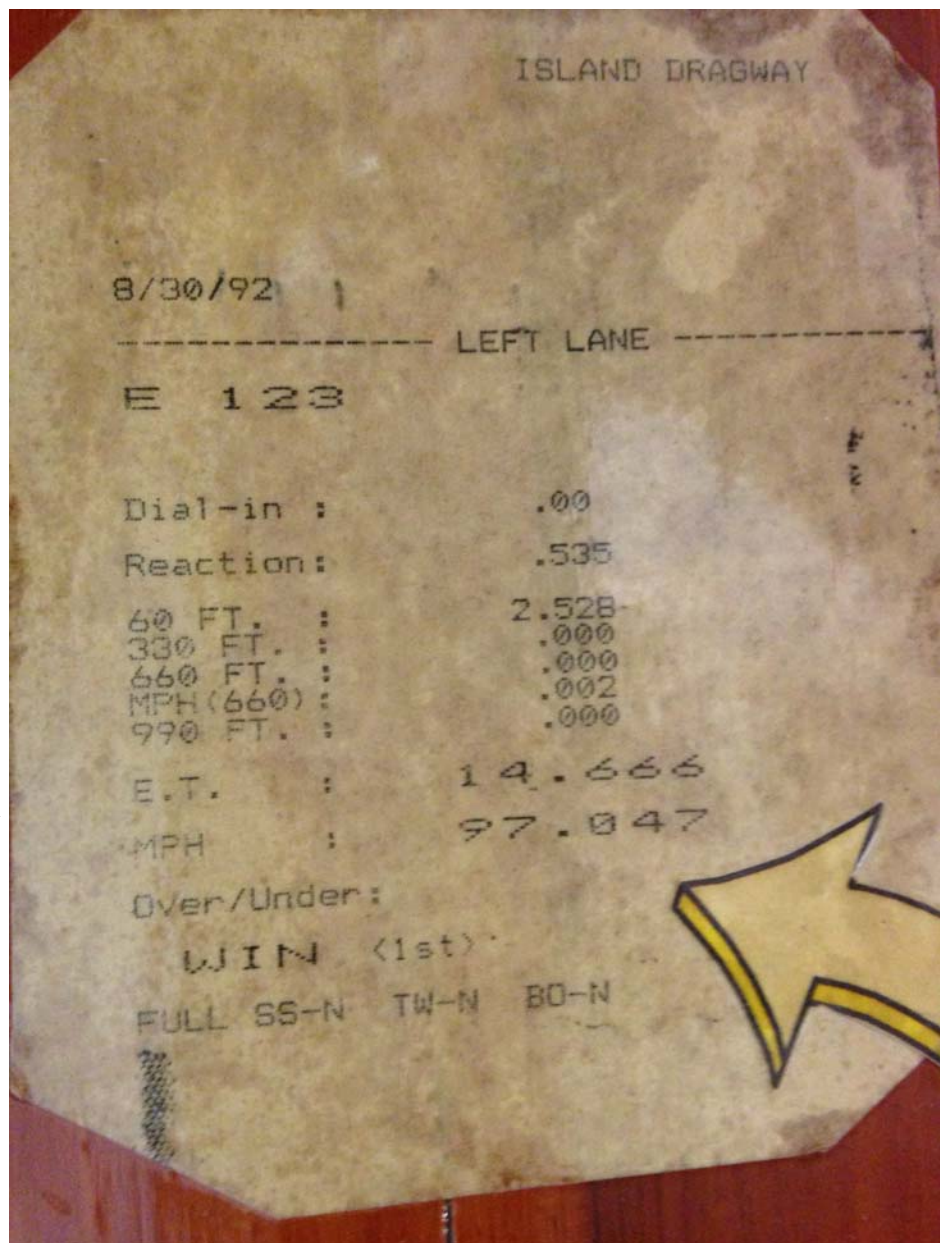 ISLAND DRAGWAY
8/30/92
-------------- LEFT LANE ------------
E 123
Dial-in : .00
Reaction: .535
60 FT. : 2.528
330 FT. : .000
660 FT. : .000
MPH(660): .002
990 FT. : .000
E.T. : 14.666
MPH : 97.047
Over/Under:
WIN <1st>
FULL SS-N TW-N BO-N